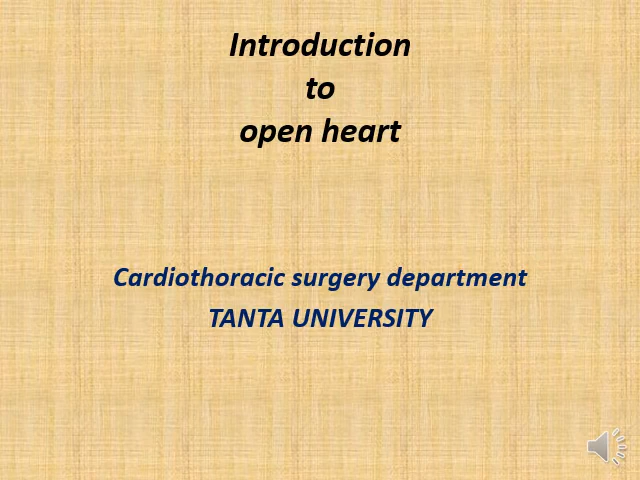 Introduction
to
open heart
Cardiothoracic surgery department
TANTA UNIVERSITY